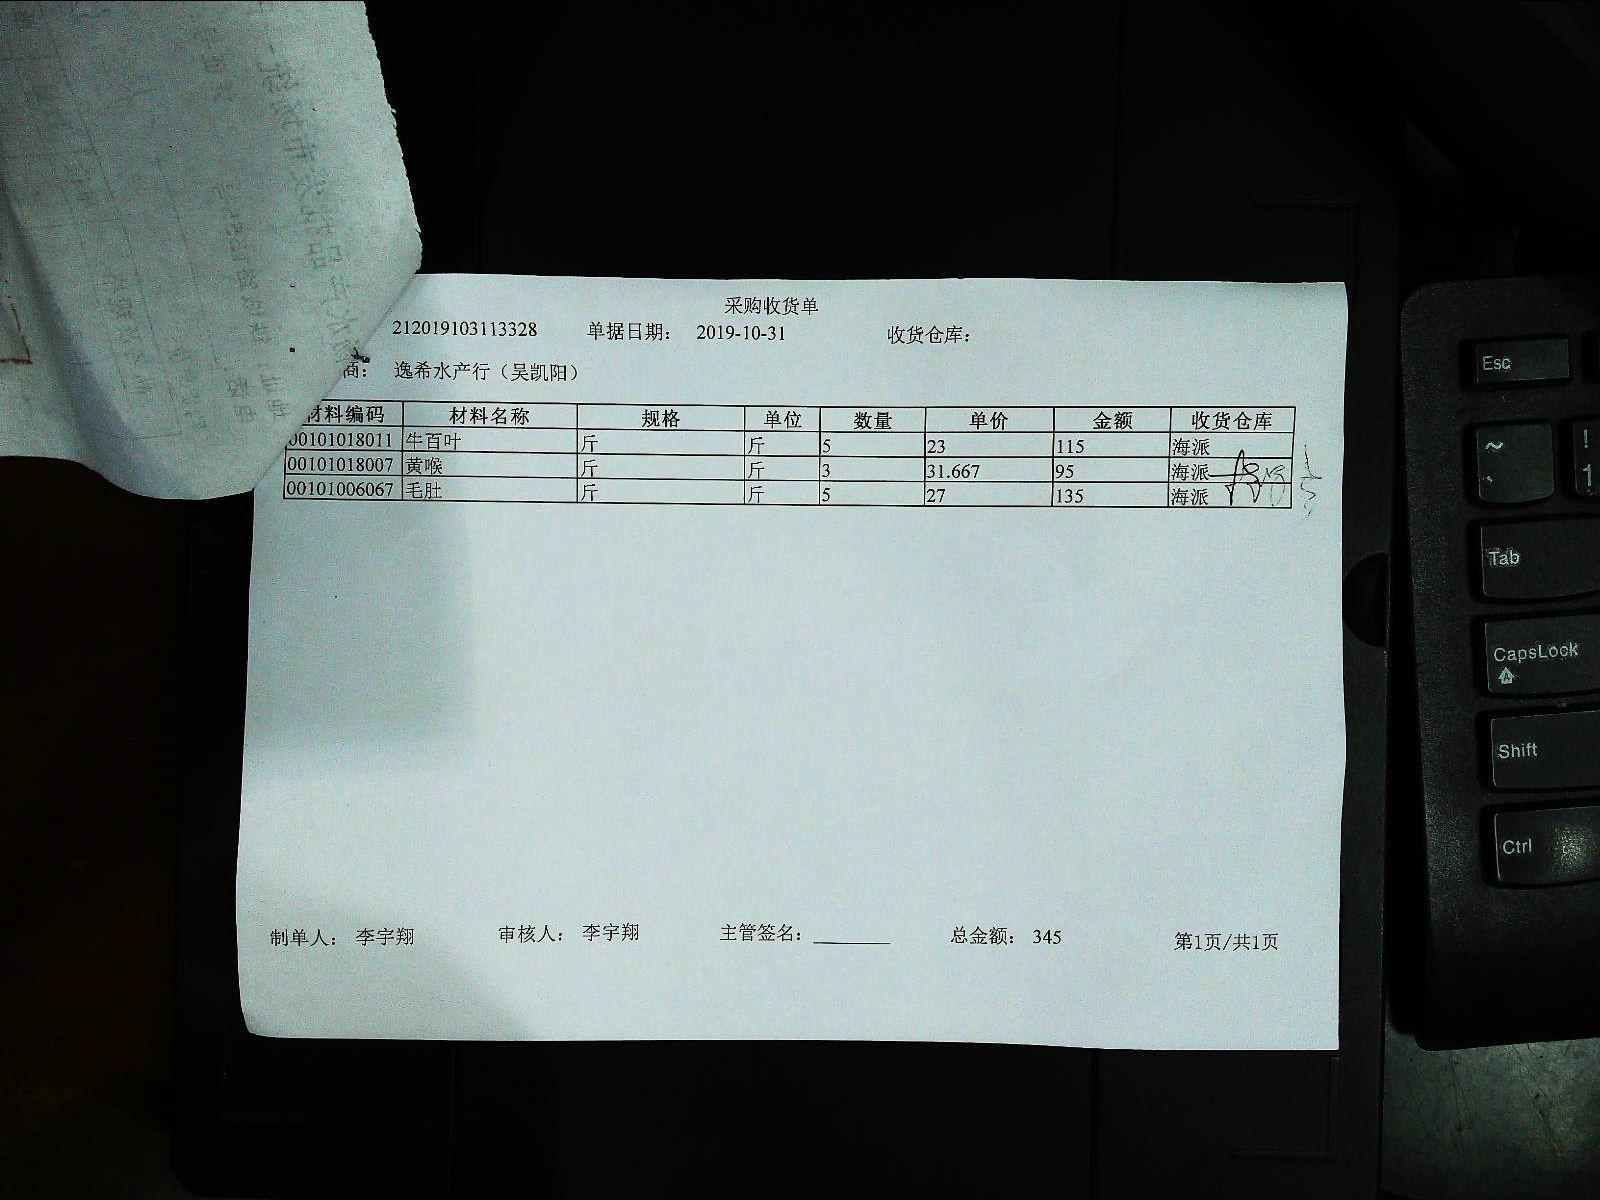 采购收货单
212019103113328 单据日期： 2019-10-31 收货仓库：
商： 逸希水产行（吴凯阳）
材料编码 材料名称 规格 单位 数量 单价 金额 收货仓库
00101018011 牛百叶 斤 斤 5 23 115 海派
00101018007 黄喉 斤 斤 3 31.667 95 海派
00101006067 毛肚 斤 斤 5 27 135 海派
制单人： 李宇翔 审核人： 李宇翔 主管签名： 总金额： 345 第1页/共1页
Esc
~
`
!
1
Tab
CapsLock
A
Shift
Ctrl